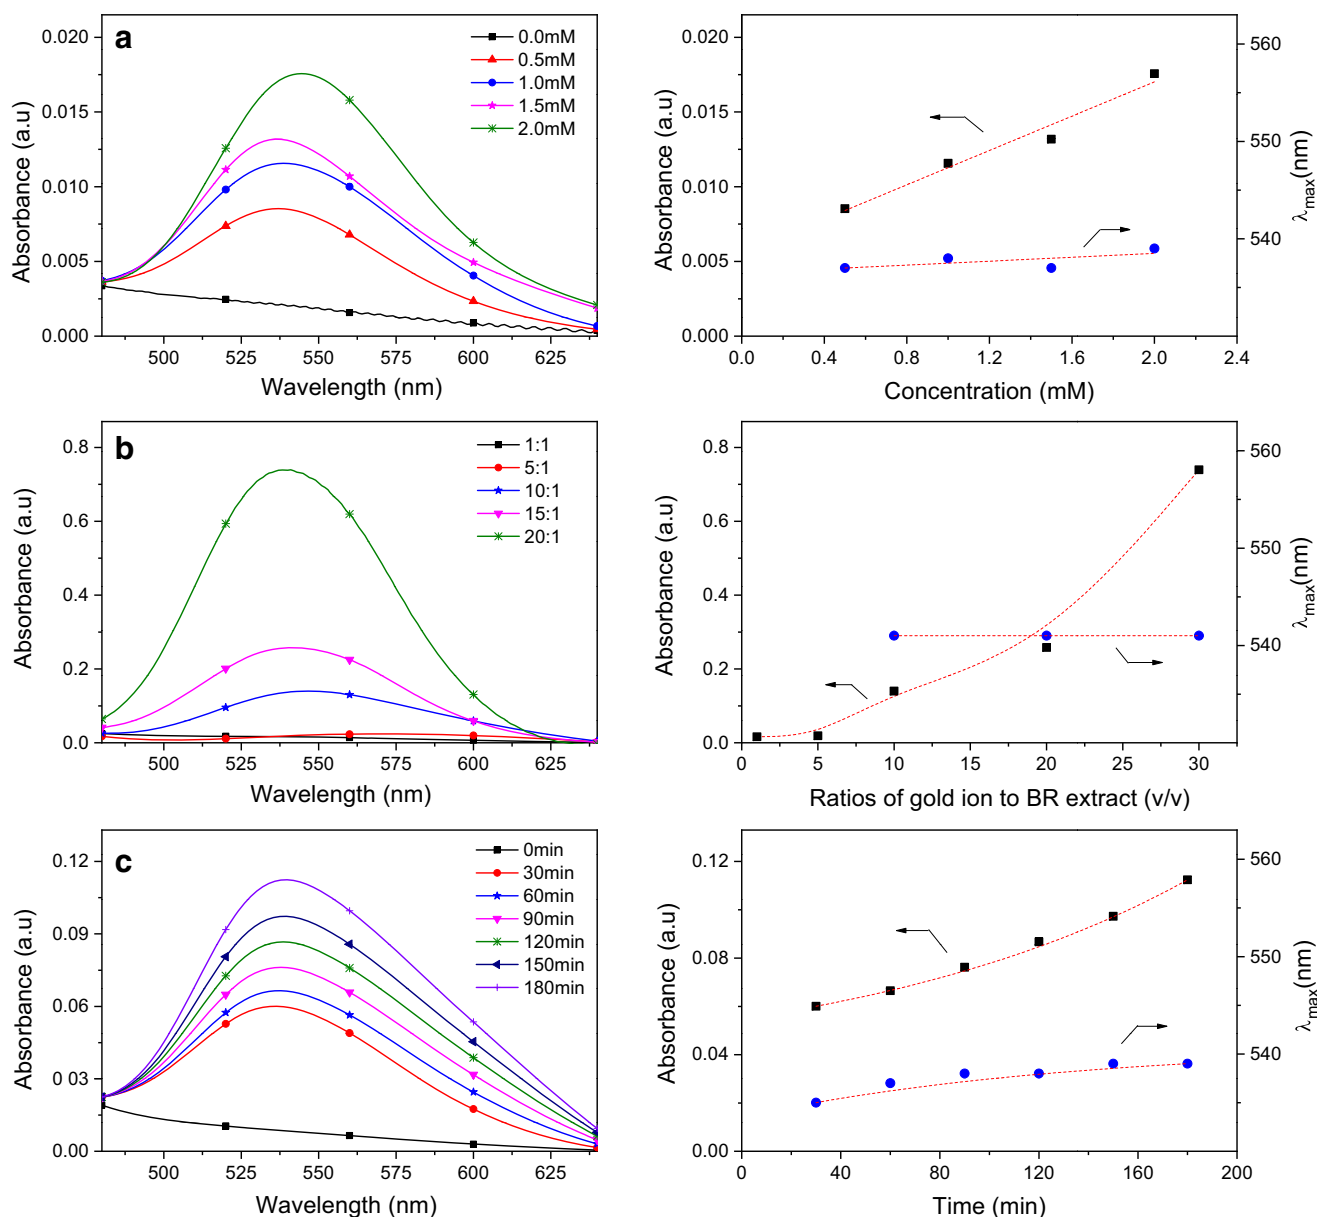 a
0.020
0.015
0.010
0.005
0.000
Absorbance (a.u)
500 525 550 575 600 625
Wavelength (nm)
0.0mM
0.5mM
1.0mM
1.5mM
2.0mM
0.020
0.015
0.010
0.005
0.000
Absorbance (a.u)
0.0 0.4 0.8 1.2 1.6 2.0 2.4
Concentration (mM)
560
550
540
λmax(nm)
b
0.8
0.6
0.4
0.2
0.0
Absorbance (a.u)
500 525 550 575 600 625
Wavelength (nm)
1:1
5:1
10:1
15:1
20:1
0.8
0.6
0.4
0.2
0.0
Absorbance (a.u)
0 5 10 15 20 25 30
Ratios of gold ion to BR extract (v/v)
560
550
540
λmax(nm)
c
0.12
0.09
0.06
0.03
0.00
Absorbance (a.u)
500 525 550 575 600 625
Wavelength (nm)
0min
30min
60min
90min
120min
150min
180min
0.12
0.08
0.04
0.00
Absorbance (a.u)
0 40 80 120 160 200
Time (min)
560
550
540
λmax(nm)